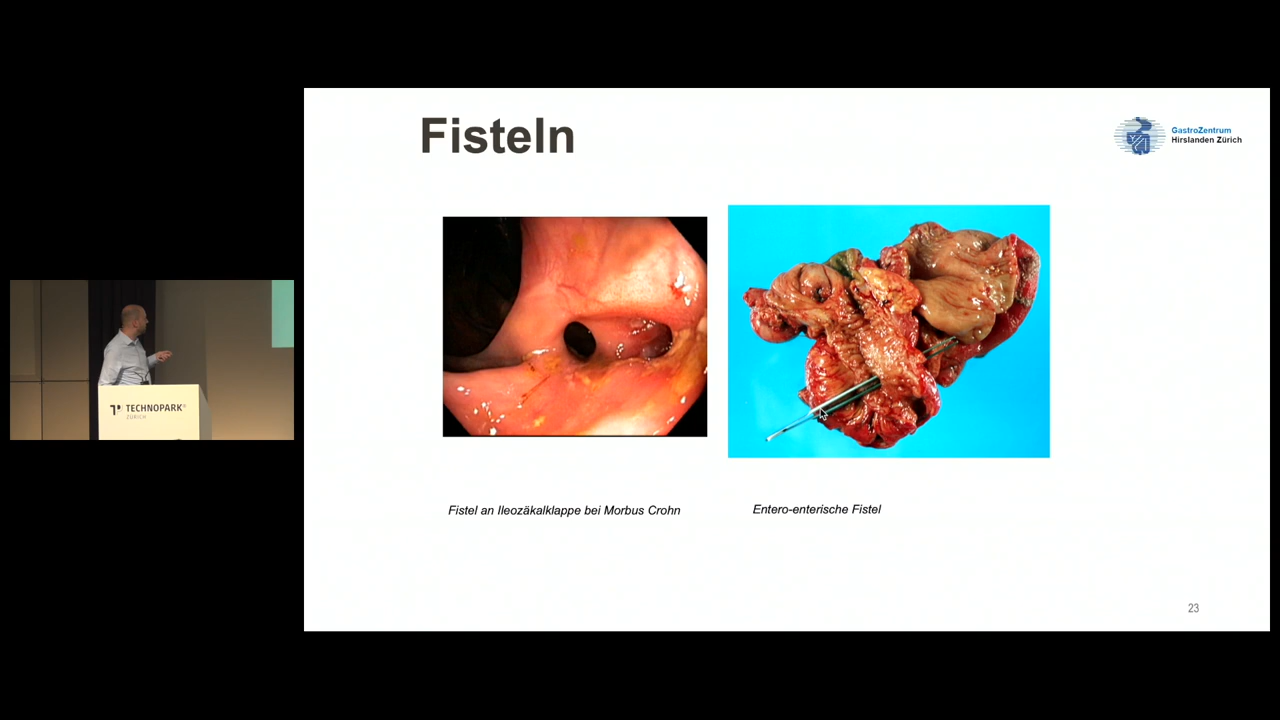 Fisteln
GastroZentrum
Hirslanden Zürich
TECHNOPARK®
ZÜRICH
Fistel an Ileozäkalklappe bei Morbus Crohn
Entero-enterische Fistel
23